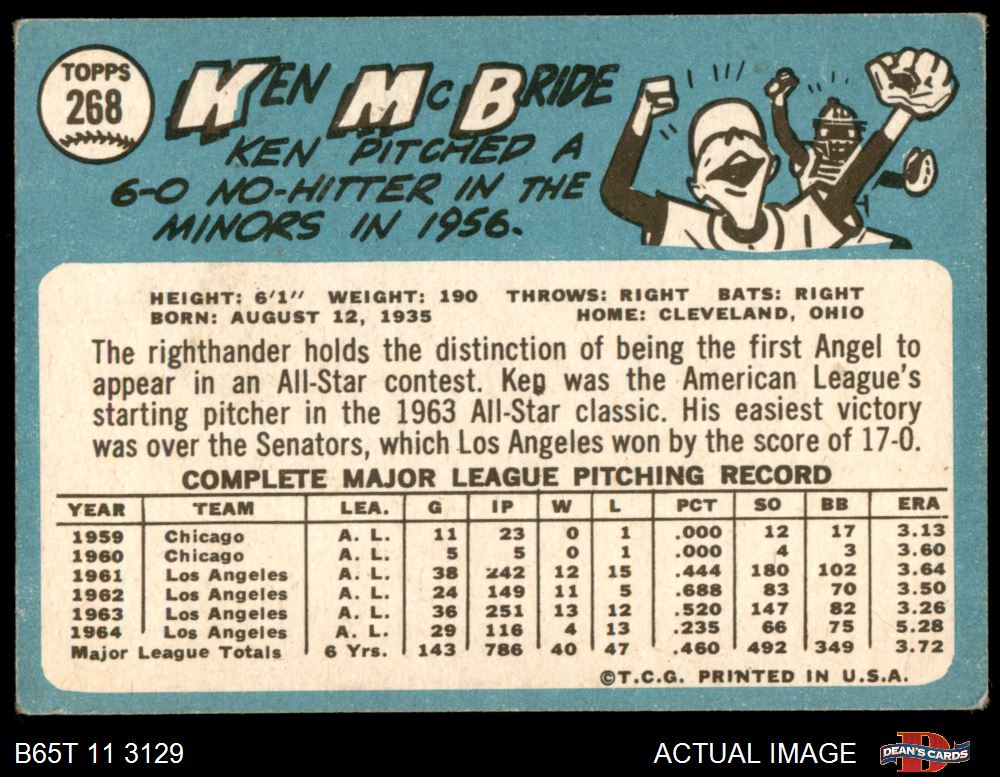 TOPPS
268
KEN McBRIDE
KEN PITCHED A
6-0 NO-HITTER IN THE
MINORS IN 1956.
HEIGHT: 6'1" WEIGHT: 190 THROWS: RIGHT BATS: RIGHT
BORN: AUGUST 12, 1935 HOME: CLEVELAND, OHIO
The righthander holds the distinction of being the first Angel to
appear in an All-Star contest. Ken was the American League's
starting pitcher in the 1963 All-Star classic. His easiest victory
was over the Senators, which Los Angeles won by the score of 17-0.
COMPLETE MAJOR LEAGUE PITCHING RECORD
YEAR TEAM LEA. G IP W L PCT SO BB ERA
1959 Chicago A. L. 11 23 0 1 .000 12 17 3.13
1960 Chicago A. L. 5 5 0 1 .000 4 3 3.60
1961 Los Angeles A. L. 38 242 12 15 .444 180 102 3.64
1962 Los Angeles A. L. 24 149 11 5 .688 83 70 3.50
1963 Los Angeles A. L. 36 251 13 12 .520 147 82 3.26
1964 Los Angeles A. L. 29 116 4 13 .235 66 75 5.28
Major League Totals 6 Yrs. 143 786 40 47 .460 492 349 3.72
©T.C.G. PRINTED IN U.S.A.
B65T 11 3129 ACTUAL IMAGE DEAN'S CARDS